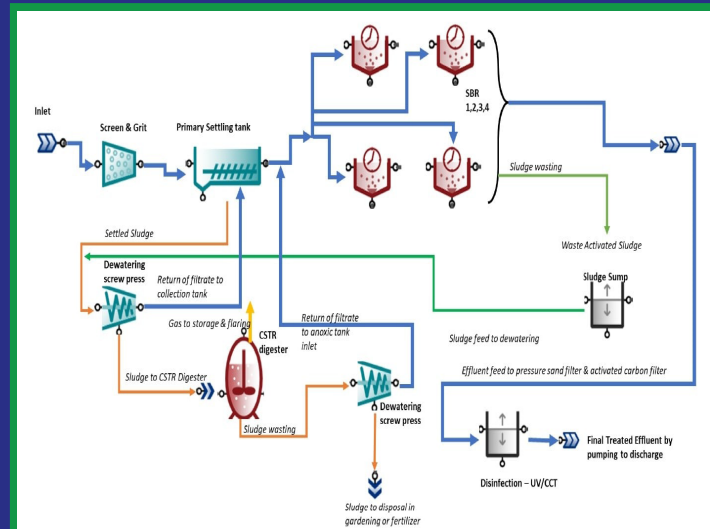 Inlet
Screen & Grit
Primary Settling tank
SBR
1,2,3,4
Sludge wasting
Settled Sludge
Waste Activated Sludge
Dewatering
screw press
Return of filtrate to
collection tank
Sludge Sump
Gas to storage & flaring
CSTR
digester
Return of filtrate
to anoxic tank
inlet
Sludge feed to dewatering
Sludge to CSTR Digester
Effluent feed to pressure sand filter & activated carbon filter
Dewatering
screw press
Sludge wasting
Final Treated Effluent by
pumping to discharge
Disinfection – UV/CCT
Sludge to disposal in
gardening or fertilizer